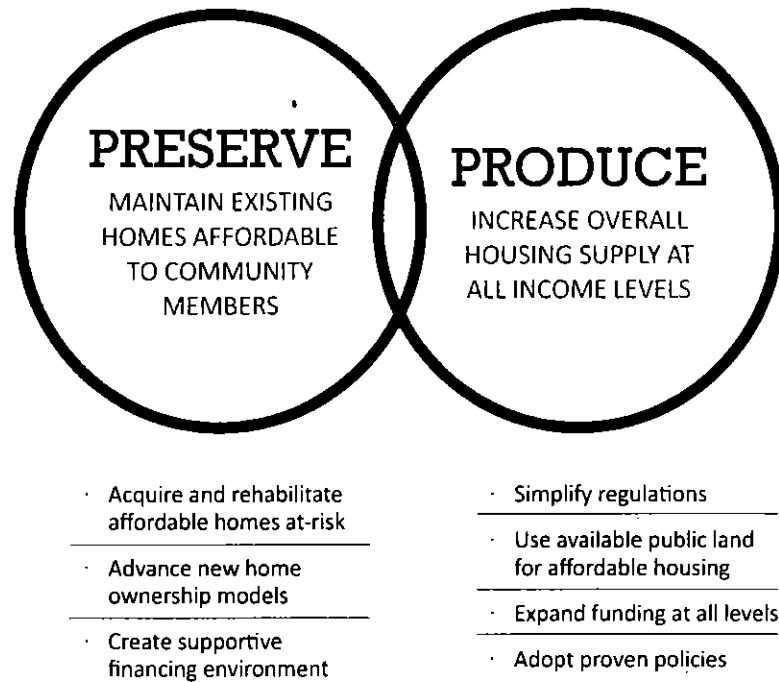 PRESERVE
MAINTAIN EXISTING
HOMES AFFORDABLE
TO COMMUNITY
MEMBERS
PRODUCE
INCREASE OVERALL
HOUSING SUPPLY AT
ALL INCOME LEVELS
· Acquire and rehabilitate
affordable homes at-risk
· Advance new home
ownership models
· Create supportive
financing environment
· Simplify regulations
· Use available public land
for affordable housing
· Expand funding at all levels
· Adopt proven policies